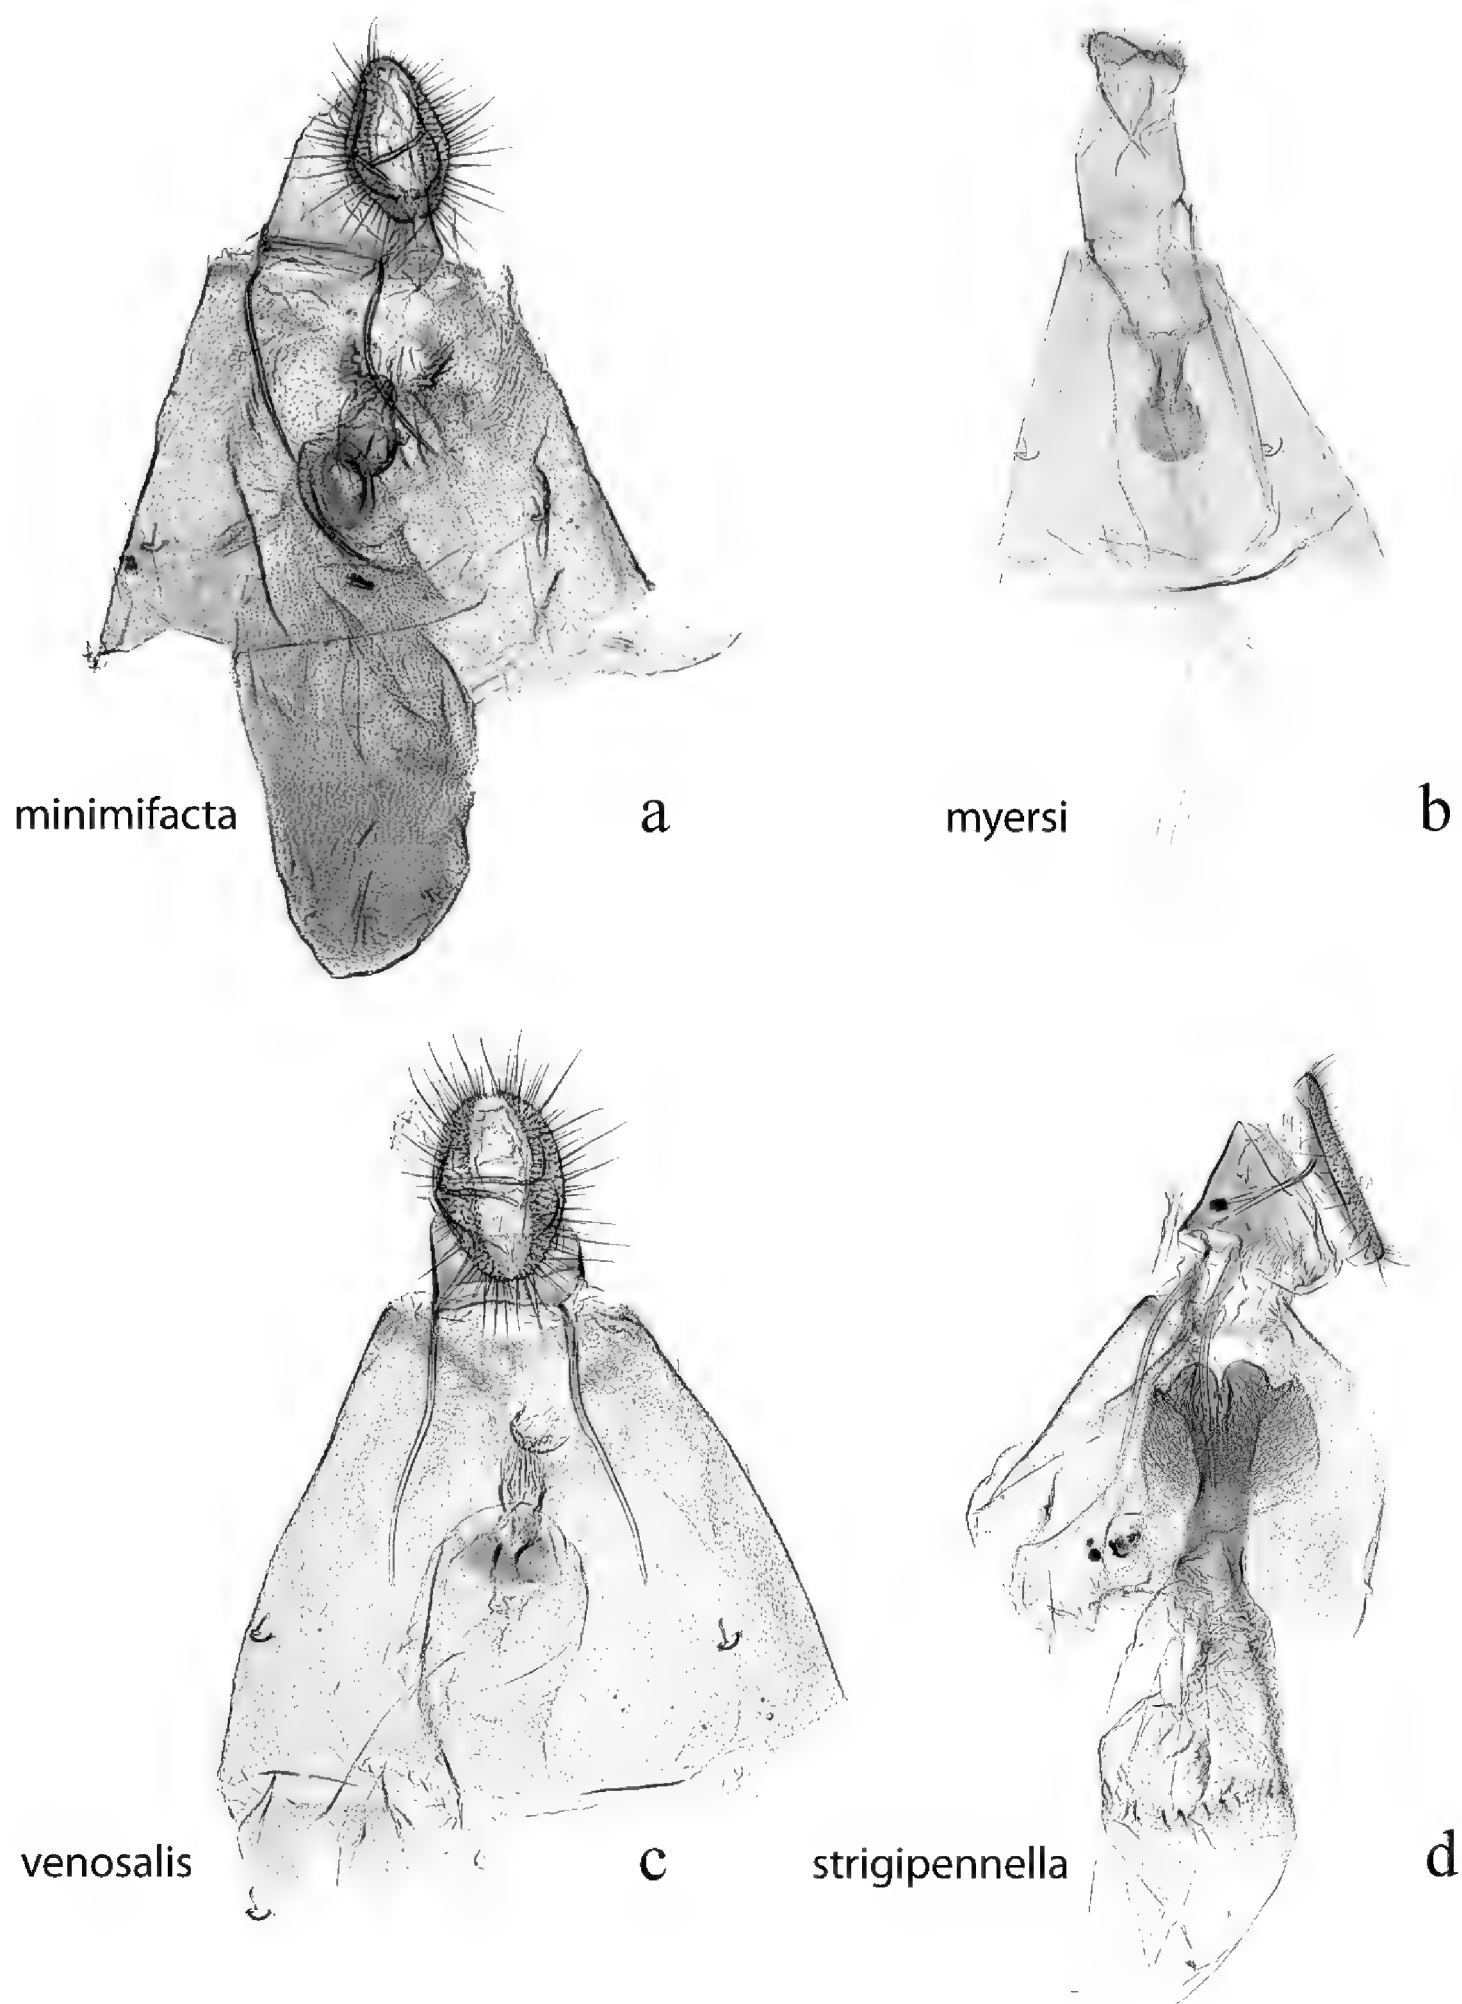 minimifacta a
myersi b
venosalis c
strigipennella d